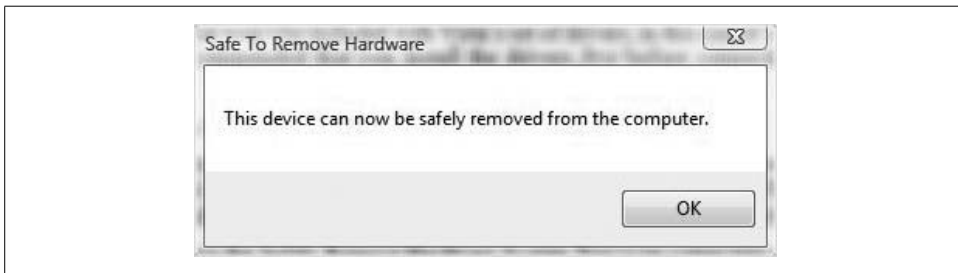 Safe To Remove Hardware
This device can now be safely removed from the computer.
OK